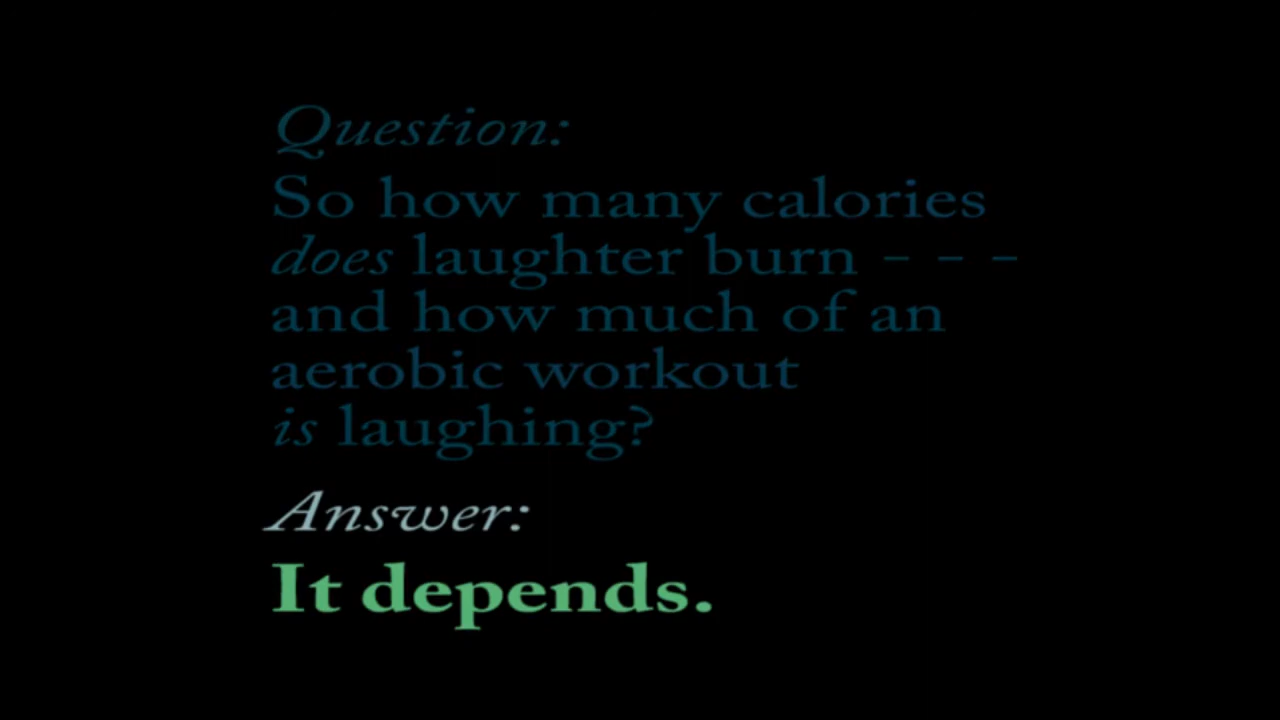 Question:
So how many calories
does laughter burn - - -
and how much of an
aerobic workout
is laughing?
Answer:
It depends.